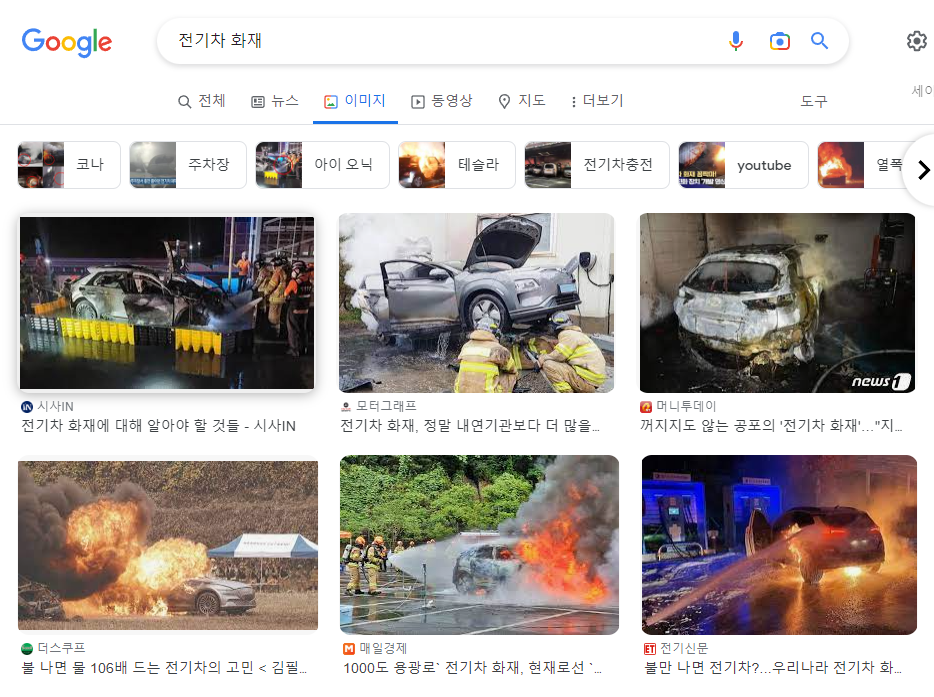 Google
전기차 화재
전체
뉴스
이미지
동영상
지도
더보기
도구
코나
주차장
아이 오닉
테슬라
전기차충전
youtube
열폭
news1
시사IN
전기차 화재에 대해 알아야 할 것들 - 시사IN
모터그래프
전기차 화재, 정말 내연기관보다 더 많을...
머니투데이
꺼지지도 않는 공포의 '전기차 화재'…"지...
더스쿠프
불 나면 물 106배 드는 전기차의 고민 < 김필...
매일경제
1000도 용광로` 전기차 화재, 현재로선 `...
전기신문
불만 나면 전기차?...우리나라 전기차 화...